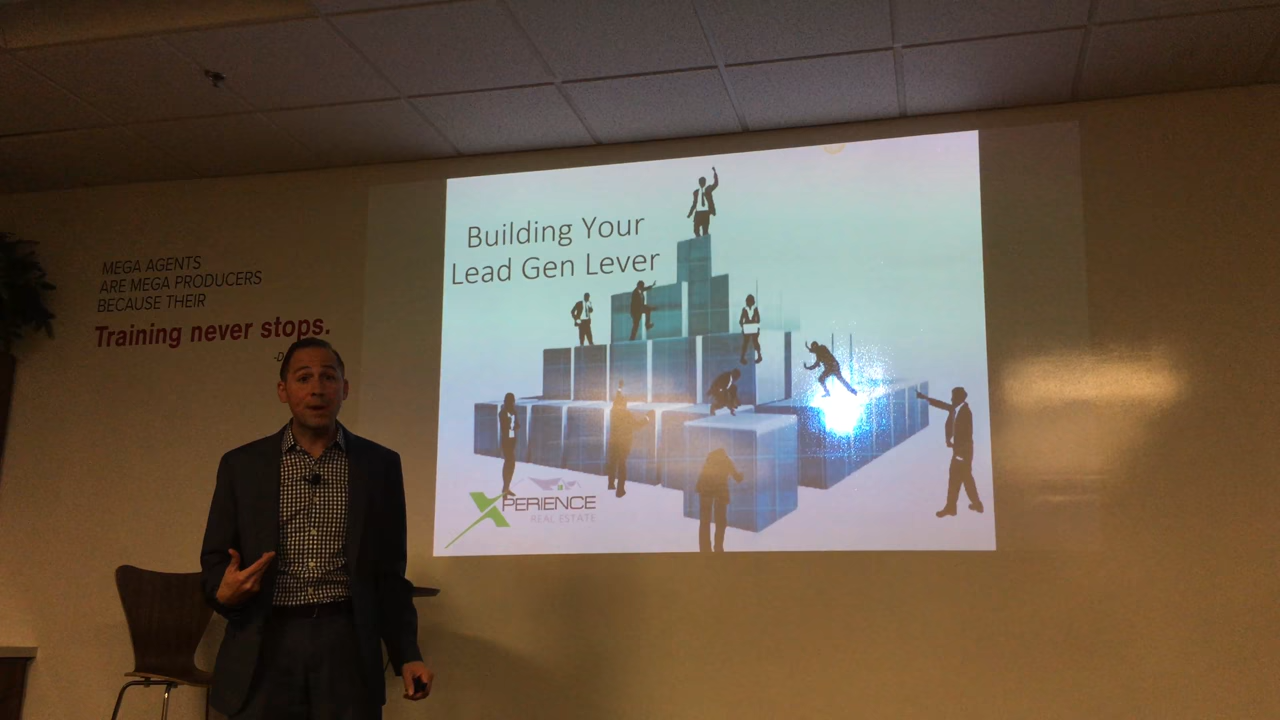 MEGA AGENTS
ARE MEGA PRODUCERS
BECAUSE THEIR
Training never stops.
Building Your
Lead Gen Lever
XPERIENCE
REAL ESTATE